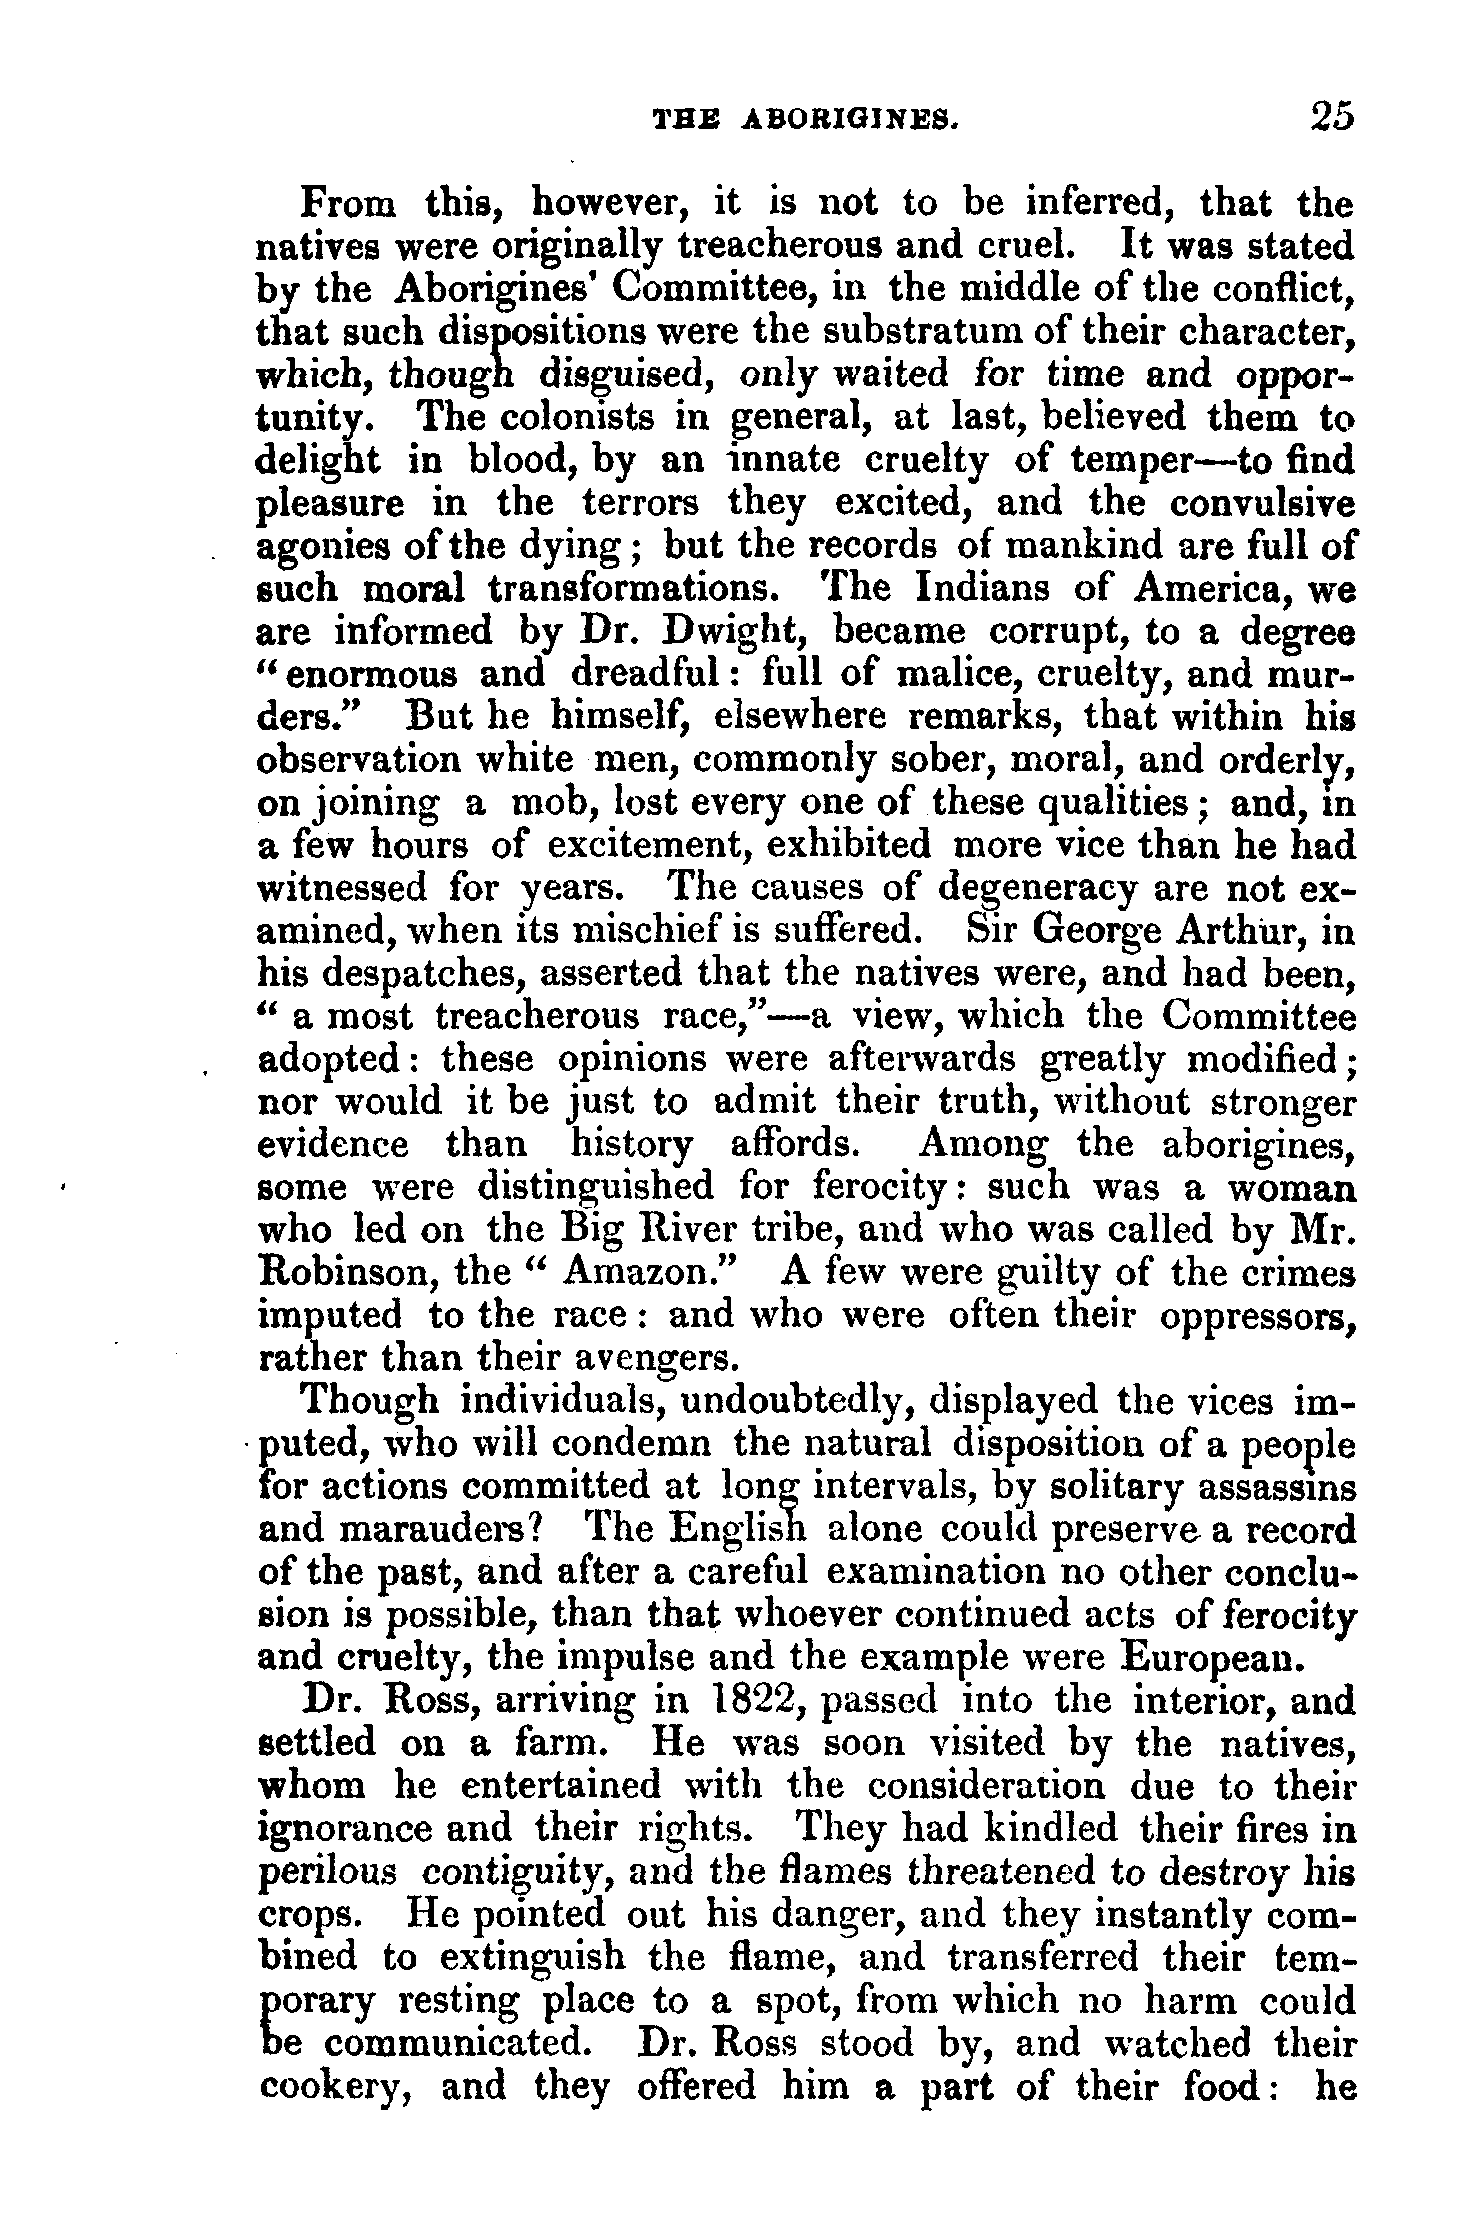 THE ABORIGINES. 25
From this, however, it is not to be inferred, that the
natives were originally treacherous and cruel. It was stated
by the Aborigines' Committee, in the middle of the conflict,
that such dispositions were the substratum of their character,
which, though disguised, only waited for time and oppor-
tunity. The colonists in general, at last, believed them to
delight in blood, by an innate cruelty of temper—to find
pleasure in the terrors they excited, and the convulsive
agonies of the dying; but the records of mankind are full of
such moral transformations. The Indians of America, we
are informed by Dr. Dwight, became corrupt, to a degree
“enormous and dreadful: full of malice, cruelty, and mur-
ders.” But he himself, elsewhere remarks, that within his
observation white men, commonly sober, moral, and orderly,
on joining a mob, lost every one of these qualities; and, in
a few hours of excitement, exhibited more vice than he had
witnessed for years. The causes of degeneracy are not ex-
amined, when its mischief is suffered. Sir George Arthur, in
his despatches, asserted that the natives were, and had been,
“ a most treacherous race,”—a view, which the Committee
adopted: these opinions were afterwards greatly modified;
nor would it be just to admit their truth, without stronger
evidence than history affords. Among the aborigines,
some were distinguished for ferocity: such was a woman
who led on the Big River tribe, and who was called by Mr.
Robinson, the “ Amazon.” A few were guilty of the crimes
imputed to the race: and who were often their oppressors,
rather than their avengers.
Though individuals, undoubtedly, displayed the vices im-
puted, who will condemn the natural disposition of a people
for actions committed at long intervals, by solitary assassins
and marauders? The English alone could preserve a record
of the past, and after a careful examination no other conclu-
sion is possible, than that whoever continued acts of ferocity
and cruelty, the impulse and the example were European.
Dr. Ross, arriving in 1822, passed into the interior, and
settled on a farm. He was soon visited by the natives,
whom he entertained with the consideration due to their
ignorance and their rights. They had kindled their fires in
perilous contiguity, and the flames threatened to destroy his
crops. He pointed out his danger, and they instantly com-
bined to extinguish the flame, and transferred their tem-
porary resting place to a spot, from which no harm could
be communicated. Dr. Ross stood by, and watched their
cookery, and they offered him a part of their food: he